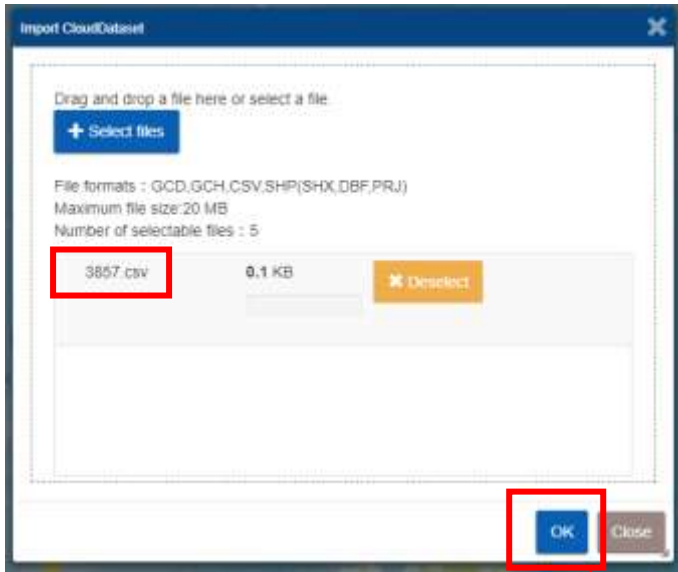 Import CloudDataset
Drag and drop a file here or select a file.
Select files
File formats : GCD,GCH,CSV,SHP(SHX,DBF,PRJ)
Maximum file size:20 MB
Number of selectable files : 5
3857.csv 0.1 KB Deselect
OK Close